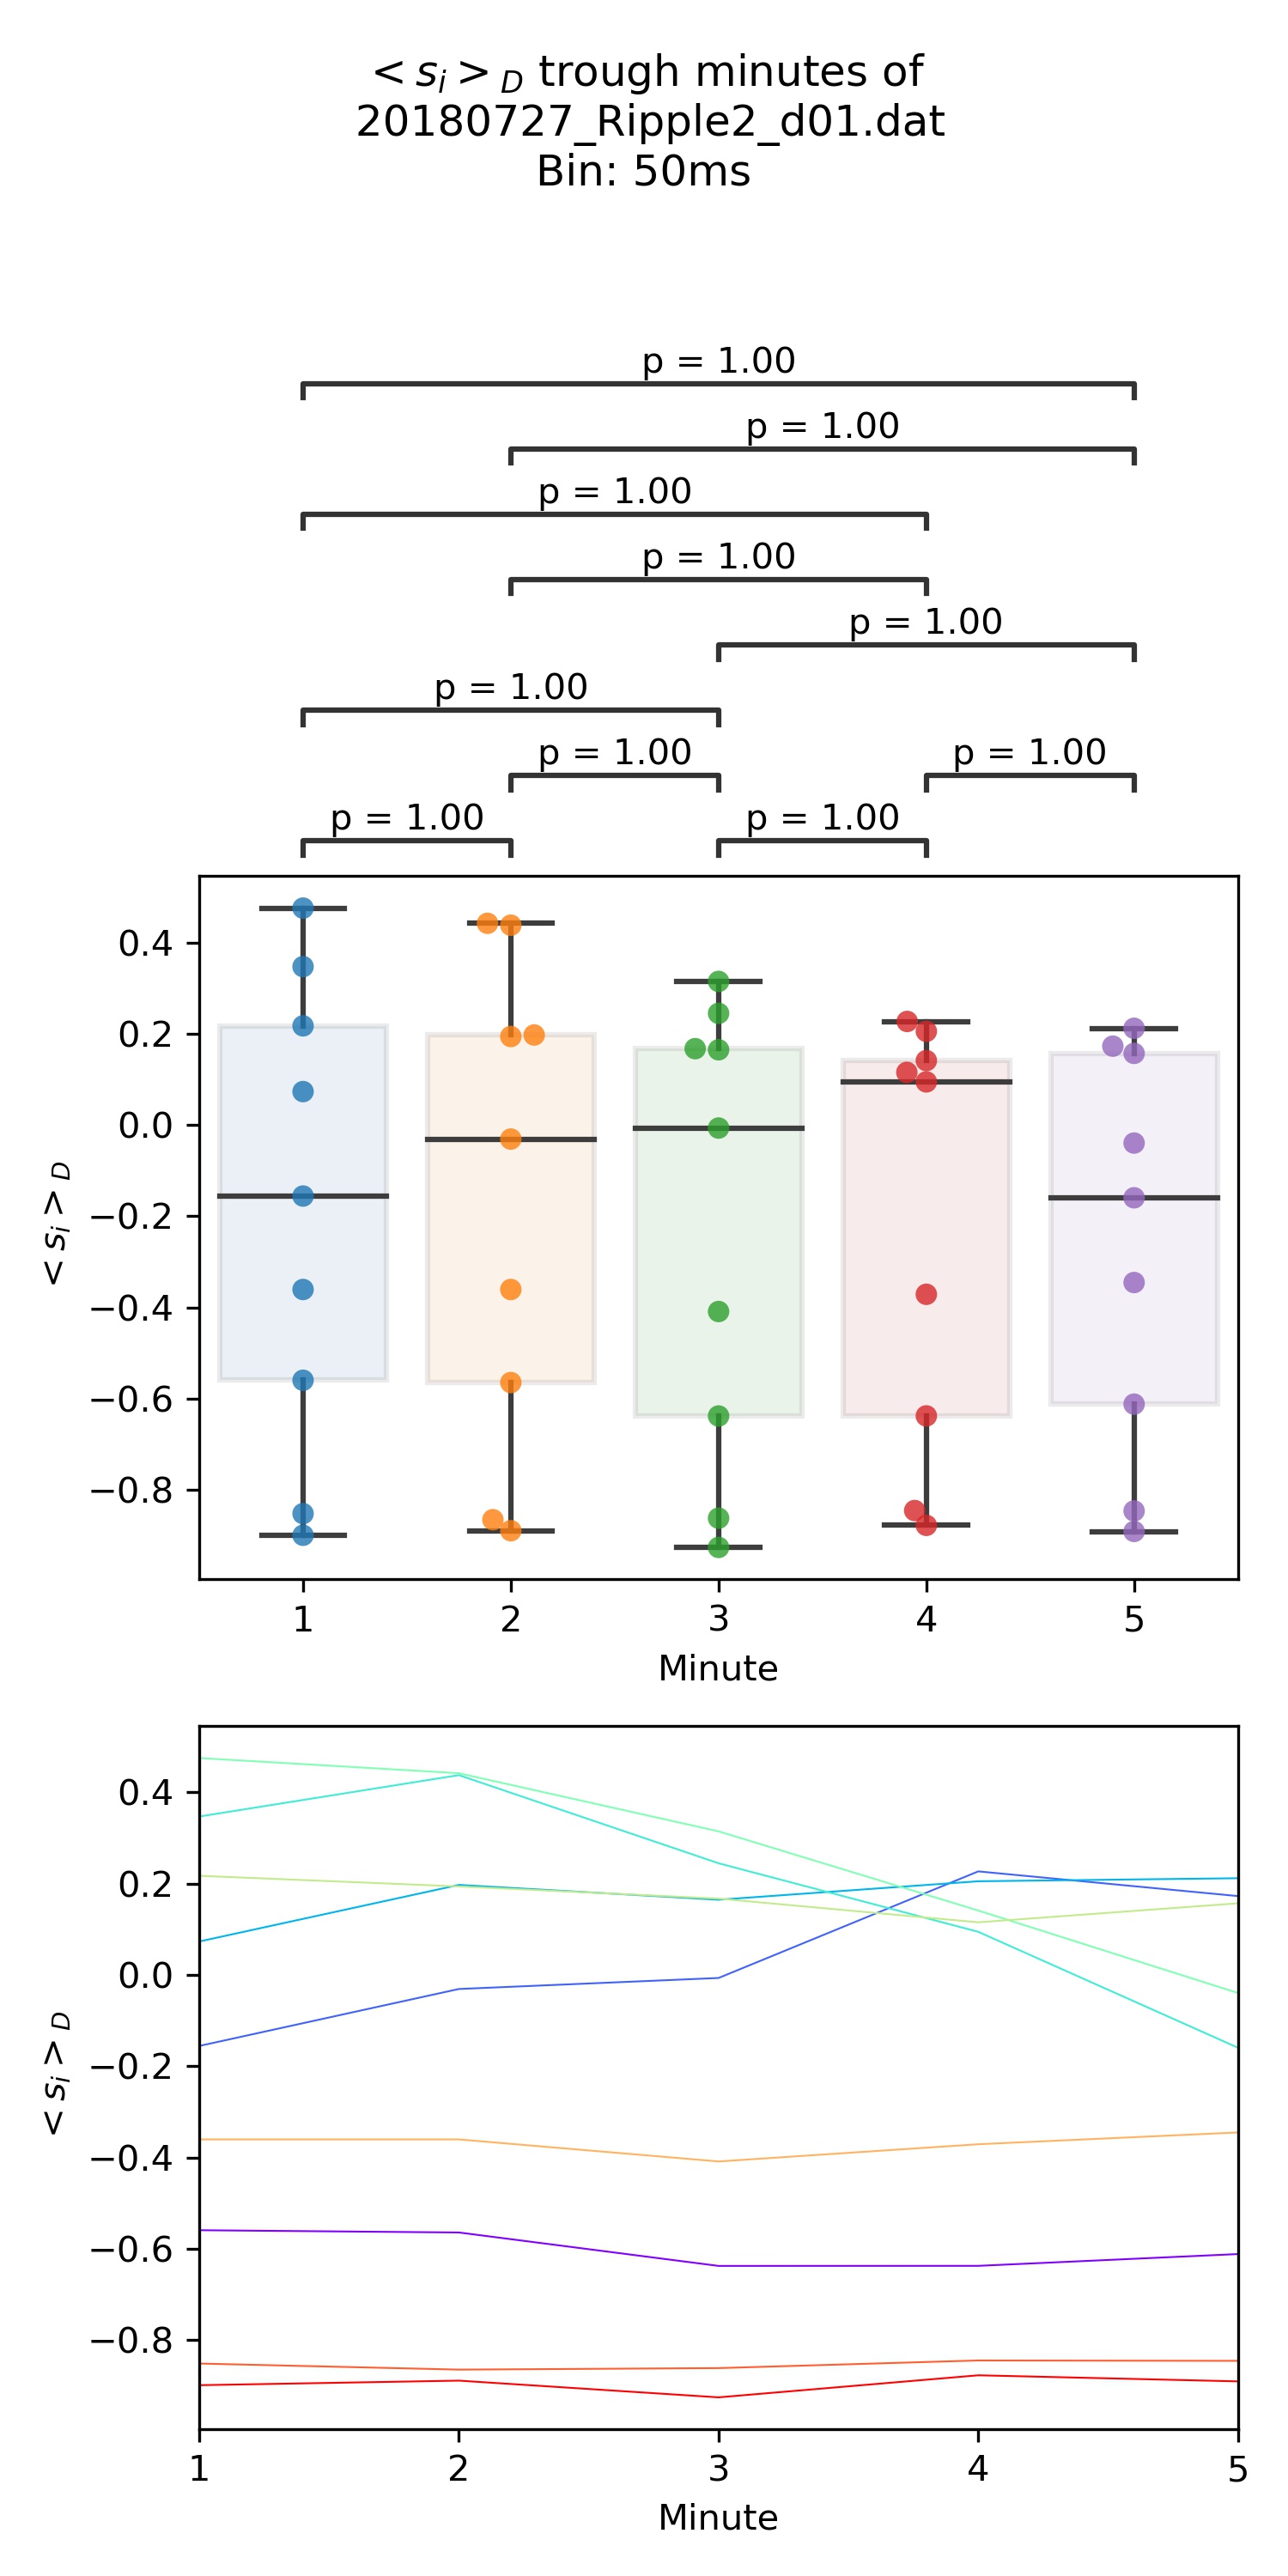 < s_i >_D trough minutes of
20180727_Ripple2_d01.dat
Bin: 50ms
p = 1.00
p = 1.00
p = 1.00
p = 1.00
p = 1.00
p = 1.00
p = 1.00 p = 1.00
p = 1.00 p = 1.00
0.4
0.2
0.0
−0.2
−0.4
−0.6
−0.8
< s_i >_D
1 2 3 4 5
Minute
0.4
0.2
0.0
−0.2
−0.4
−0.6
−0.8
< s_i >_D
1 2 3 4 5
Minute